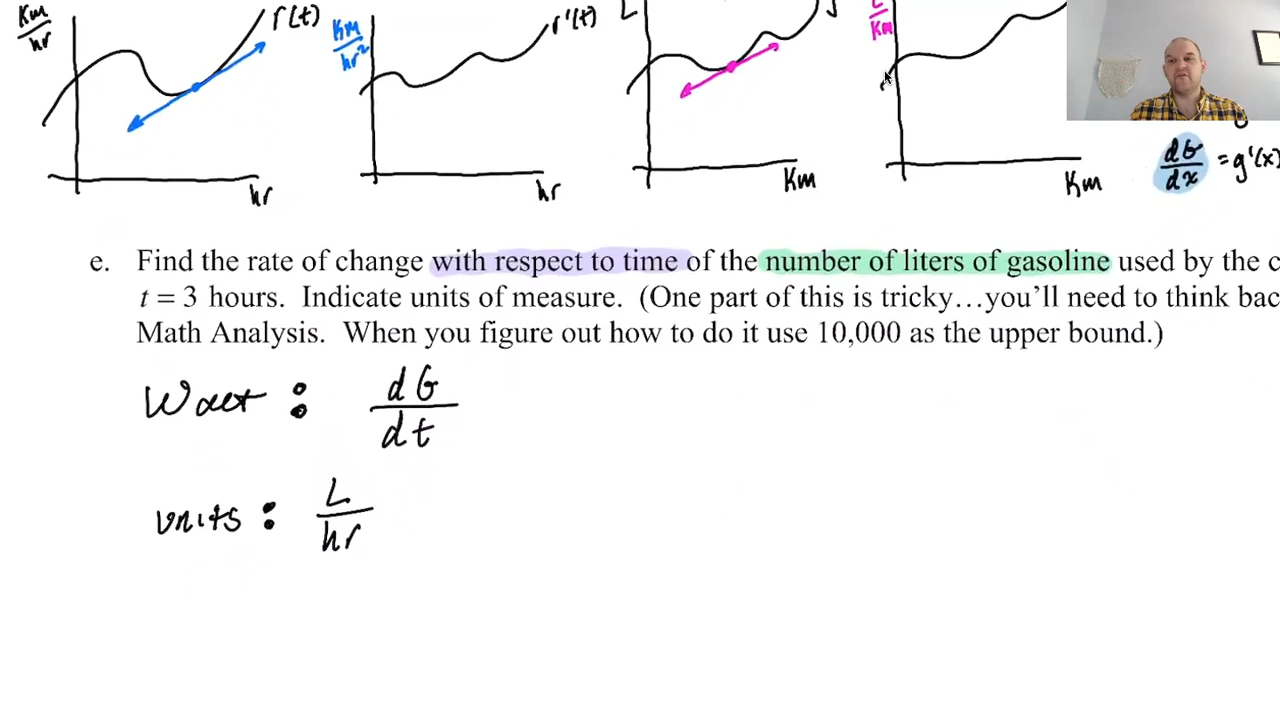 Km/hr r(t) Km/hr² r'(t) L L/Km
hr hr Km Km dG/dx = g'(x)
e. Find the rate of change with respect to time of the number of liters of gasoline used by the c
t = 3 hours. Indicate units of measure. (One part of this is tricky…you'll need to think bac
Math Analysis. When you figure out how to do it use 10,000 as the upper bound.)
Want : dG/dt
units : L/hr